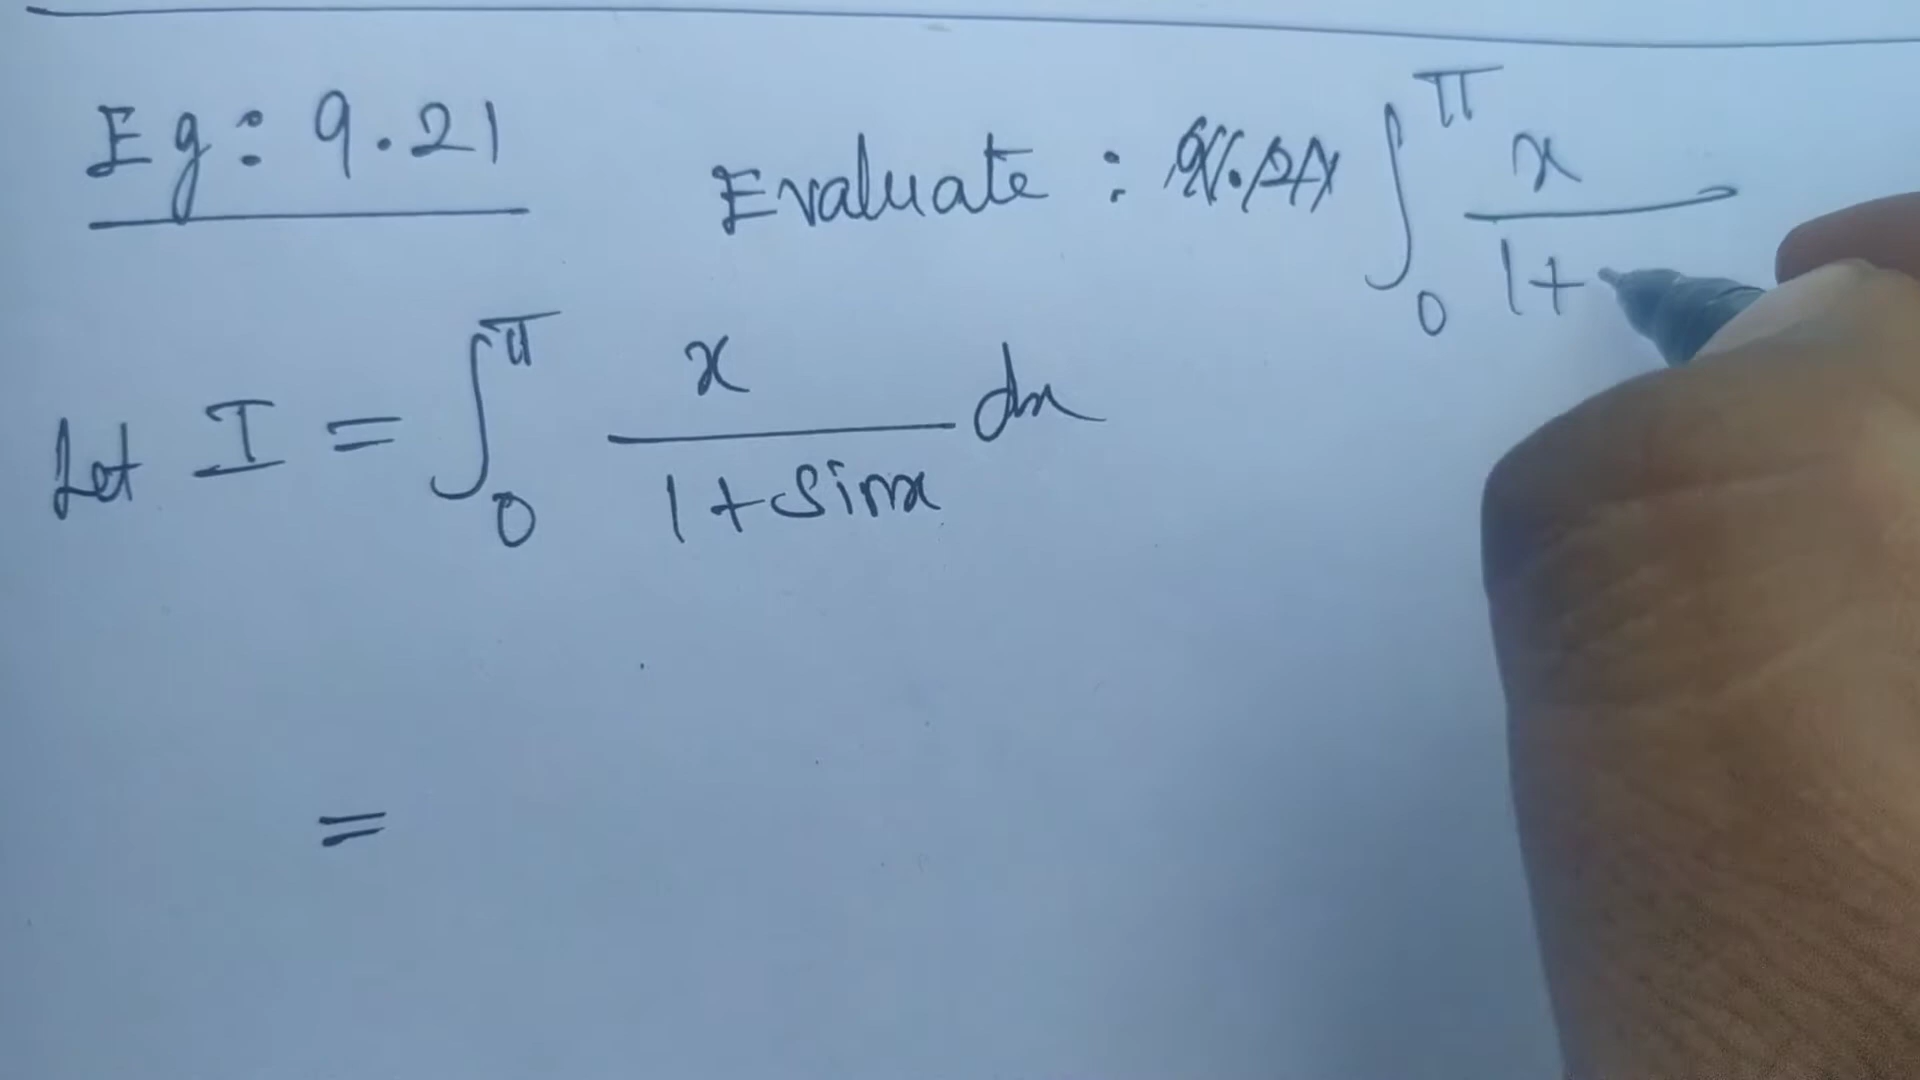 Eg: 9.21
Evaluate : ∫₀^π x / 1+
Let I = ∫₀^π x / 1+sinx dx
=